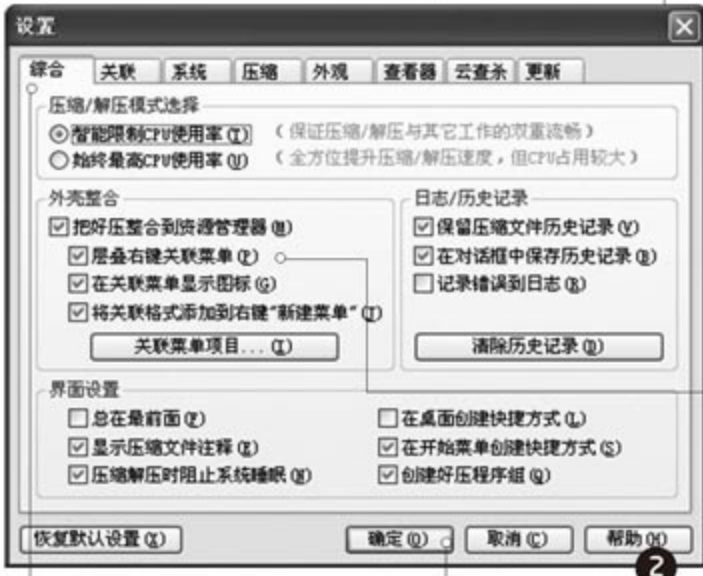 设置
综合 关联 系统 压缩 外观 查看器 云查杀 更新
压缩/解压模式选择
智能限制CPU使用率(T) (保证压缩/解压与其它工作的双重流畅)
始终最高CPU使用率(U) (全方位提升压缩/解压速度,但CPU占用较大)
外壳整合
把好压整合到资源管理器(M)
层叠右键关联菜单(P)
在关联菜单显示图标(G)
将关联格式添加到右键"新建菜单"(T)
关联菜单项目...(I)
日志/历史记录
保留压缩文件历史记录(V)
在对话框中保存历史记录(B)
记录错误到日志(R)
清除历史记录(D)
界面设置
总在最前面(F)
显示压缩文件注释(E)
压缩解压时阻止系统睡眠(N)
在桌面创建快捷方式(L)
在开始菜单创建快捷方式(S)
创建好压程序组(Q)
恢复默认设置(X) 确定(O) 取消(C) 帮助(H)
2